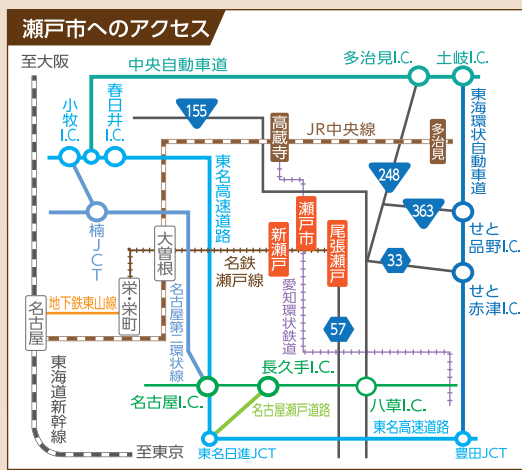 瀬戸市へのアクセス
至大阪
中央自動車道
多治見I.C.
土岐I.C.
小牧I.C.
春日井I.C.
155
高蔵寺
JR中央線
多治見
東海環状自動車道
東名高速道路
248
363
せと品野I.C.
楠JCT
大曽根
新瀬戸
瀬戸市
尾張瀬戸
33
名鉄瀬戸線
せと赤津I.C.
栄・栄町
地下鉄東山線
名古屋
名古屋第二環状線
愛知環状鉄道
57
東海道新幹線
長久手I.C.
名古屋I.C.
名古屋瀬戸道路
八草I.C.
東名高速道路
至東京
東名日進JCT
豊田JCT